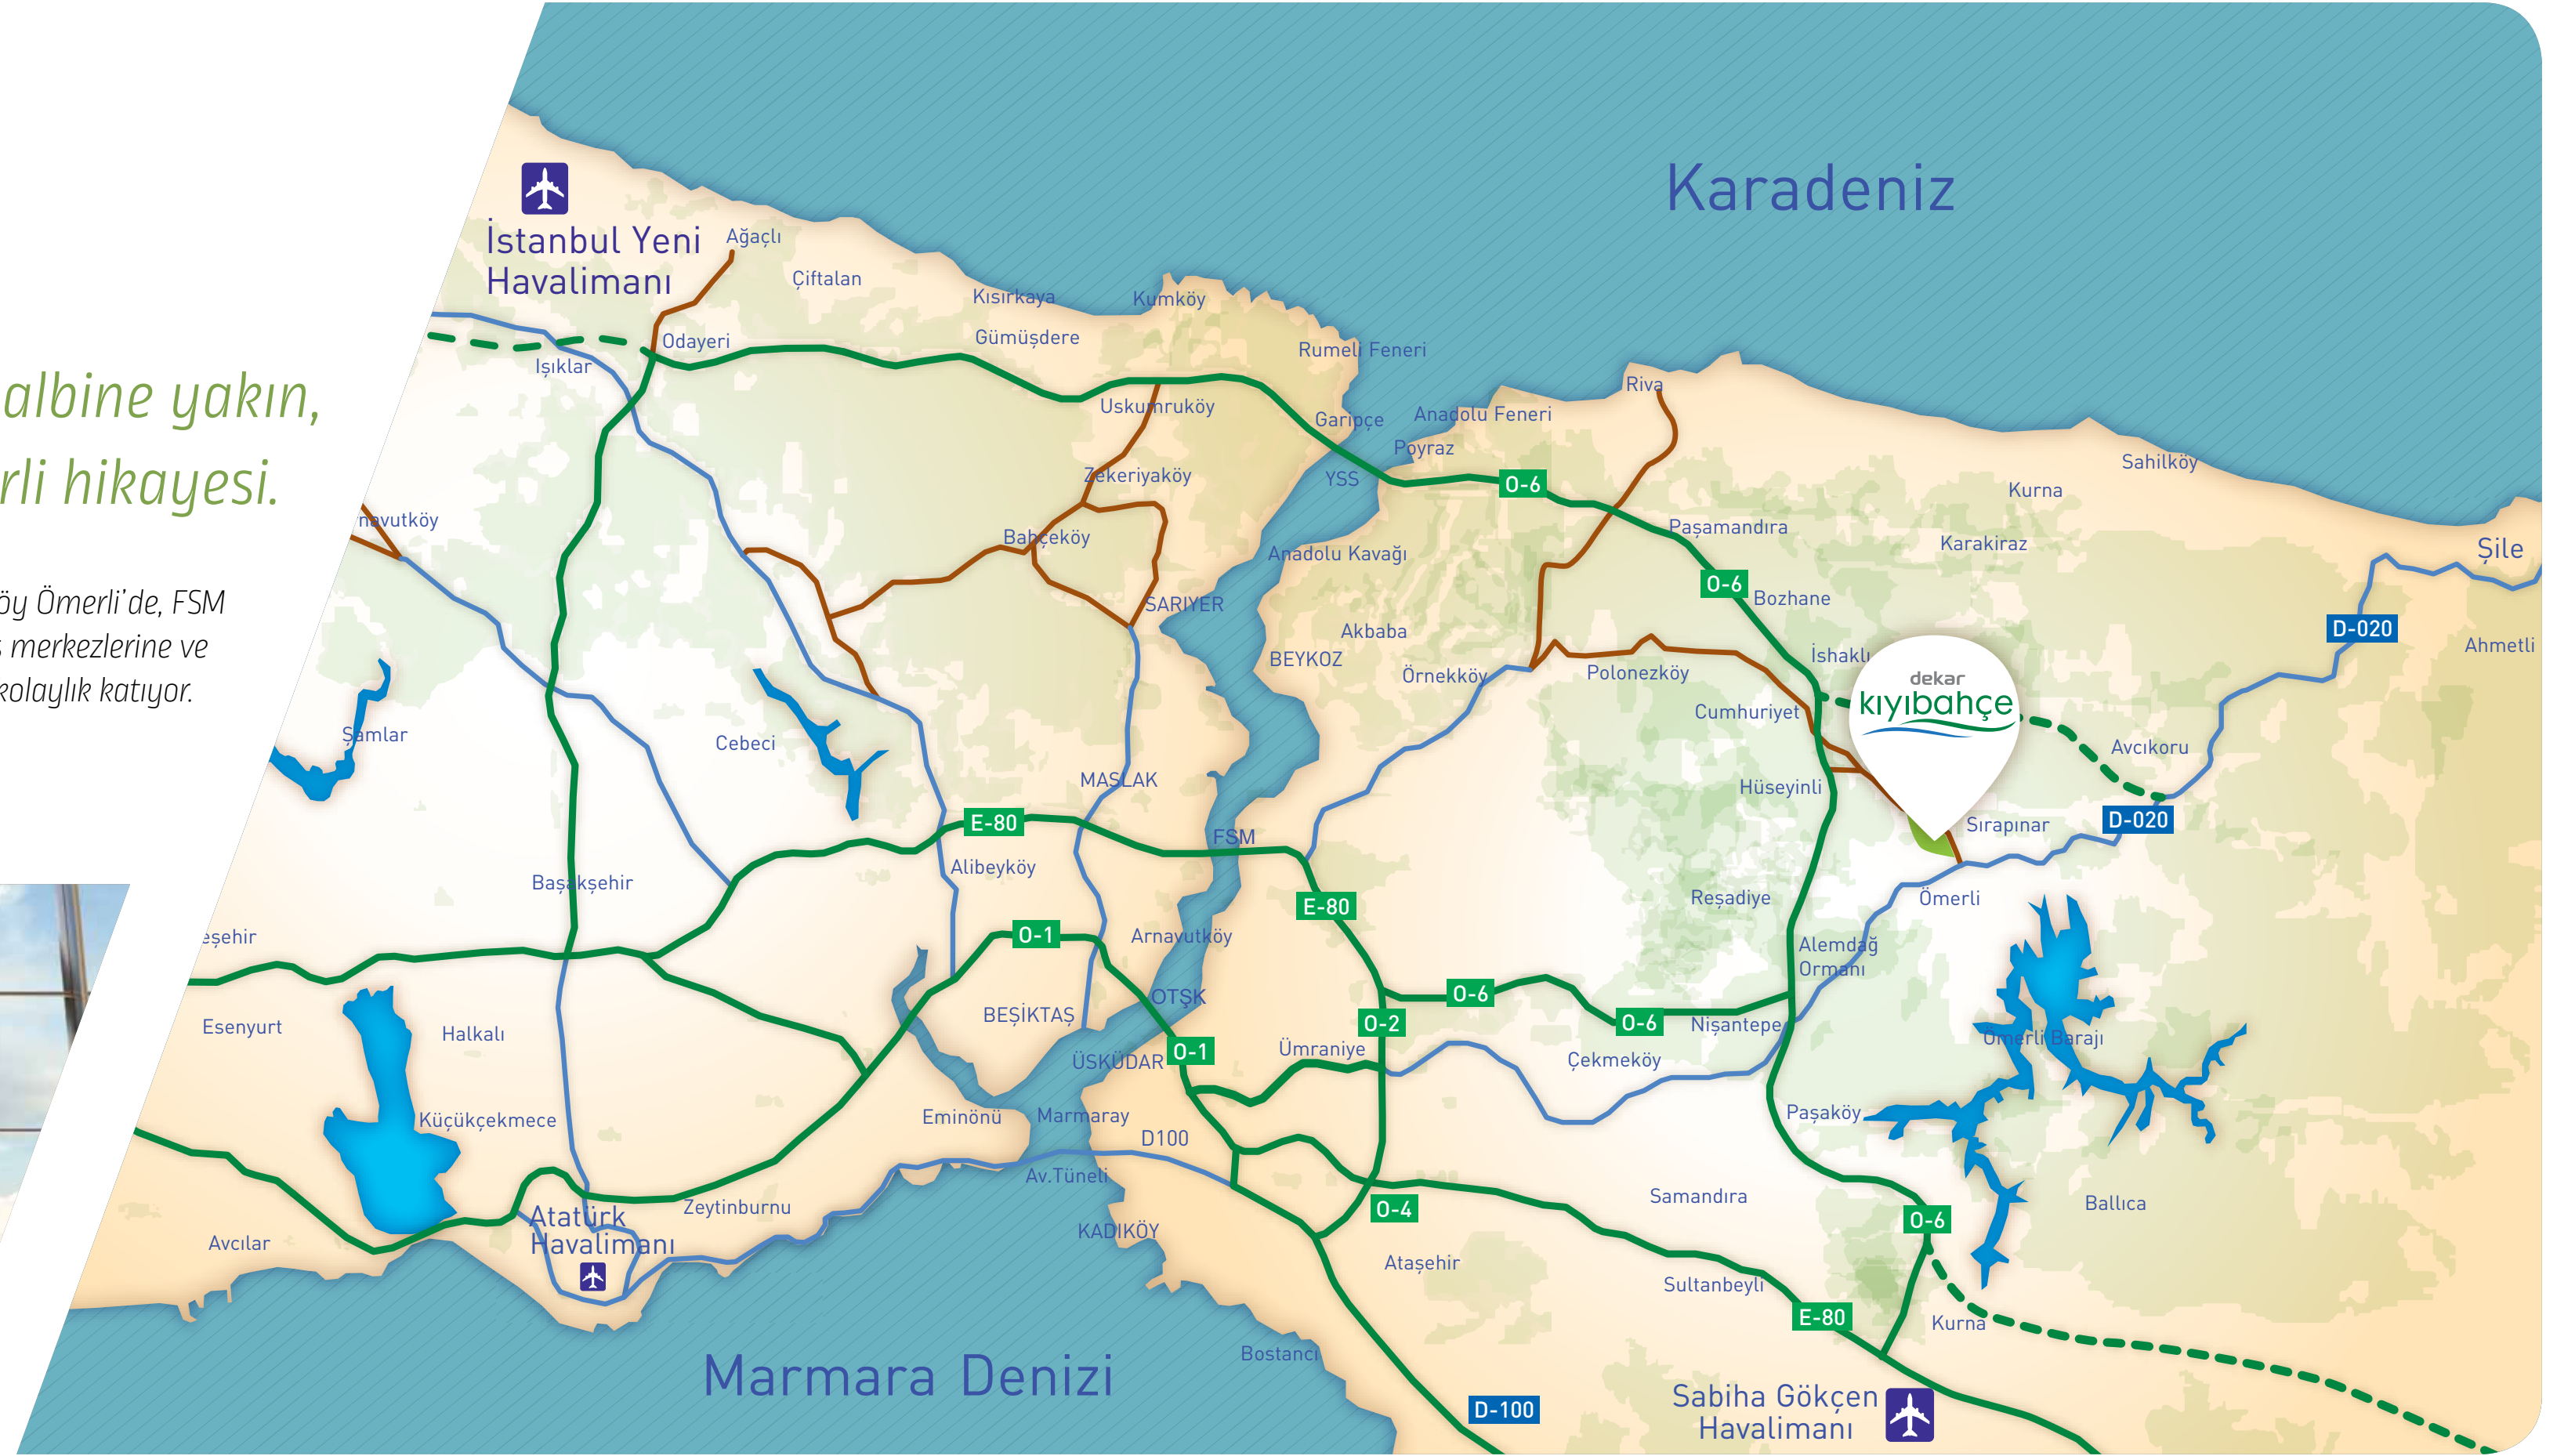 albine yakın,
rli hikayesi.
öy Ömerli'de, FSM
merkezlerine ve
kolaylık katıyor.
Karadeniz
İstanbul Yeni
Havalimanı
Ağaçlı
Çiftalan
Kısırkaya
Kumköy
Gümüşdere
Odayeri
Işıklar
Rumeli Feneri
Uskumruköy
Garipçe
Anadolu Feneri
Riva
Poyraz
Zekeriyaköy
YSS
O-6
Sahilköy
Kurna
navutköy
Bahçeköy
Paşamandıra
Karakiraz
Şile
Anadolu Kavağı
O-6
Bozhane
SARIYER
Akbaba
D-020
Ahmetli
BEYKOZ
Örnekköy
Polonezköy
İshaklı
dekar
kıyıbahçe
Cumhuriyet
Avcıkoru
Şamlar
Cebeci
MASLAK
Hüseyinli
E-80
FSM
Sırapınar
D-020
Alibeyköy
Başakşehir
E-80
Reşadiye
Ömerli
eşehir
O-1
Arnavutköy
Alemdağ
Ormanı
OTŞK
O-6
BEŞİKTAŞ
O-2
O-6
Nişantepe
Esenyurt
Halkalı
Ömerli Barajı
ÜSKÜDAR
O-1
Ümraniye
Çekmeköy
Küçükçekmece
Eminönü
Marmaray
Paşaköy
D100
Av.Tüneli
Samandıra
Ballıca
Zeytinburnu
O-4
O-6
Atatürk
Havalimanı
KADIKÖY
Avcılar
Ataşehir
Sultanbeyli
E-80
Kurna
Bostancı
Marmara Denizi
D-100
Sabiha Gökçen
Havalimanı